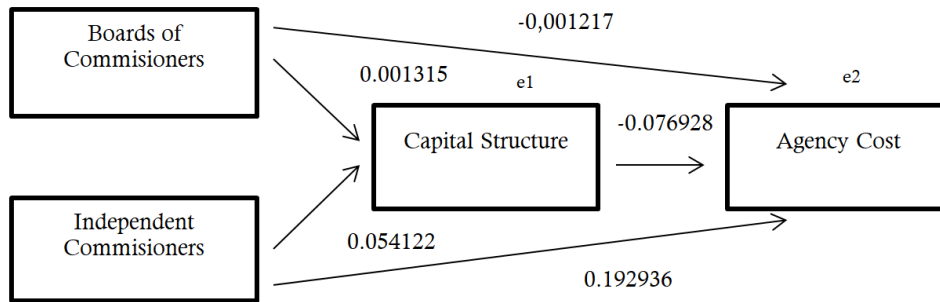 Boards of
Commisioners
-0,001217
0.001315
e1
e2
Capital Structure
-0.076928
Agency Cost
Independent
Commisioners
0.054122
0.192936